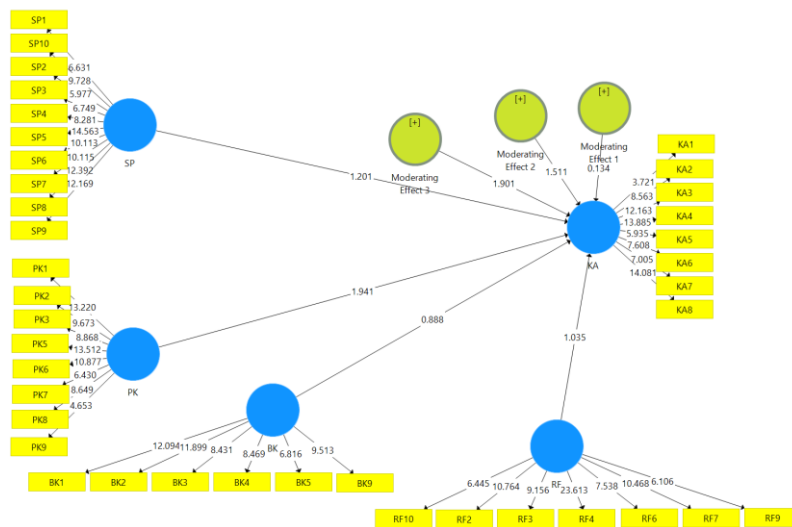 SP1
SP10
SP2
SP3
SP4
SP5
SP6
SP7
SP8
SP9
6.631
9.728
5.977
6.749
8.281
14.563
10.113
10.115
12.392
12.169
SP
[+]
Moderating
Effect 3
[+]
Moderating
Effect 2
[+]
Moderating
Effect 1
1.201
1.901
1.511
0.134
KA
KA1
KA2
KA3
KA4
KA5
KA6
KA7
KA8
3.721
8.563
12.163
13.885
5.935
7.608
7.005
14.081
PK1
PK2
PK3
PK5
PK6
PK7
PK8
PK9
13.220
9.673
8.868
13.512
10.877
6.430
8.649
4.653
PK
1.941
0.888
1.035
BK
12.094
11.899
8.431
8.469
6.816
9.513
BK1
BK2
BK3
BK4
BK5
BK9
RF
6.445
10.764
9.156
23.613
7.538
10.468
6.106
RF10
RF2
RF3
RF4
RF6
RF7
RF9